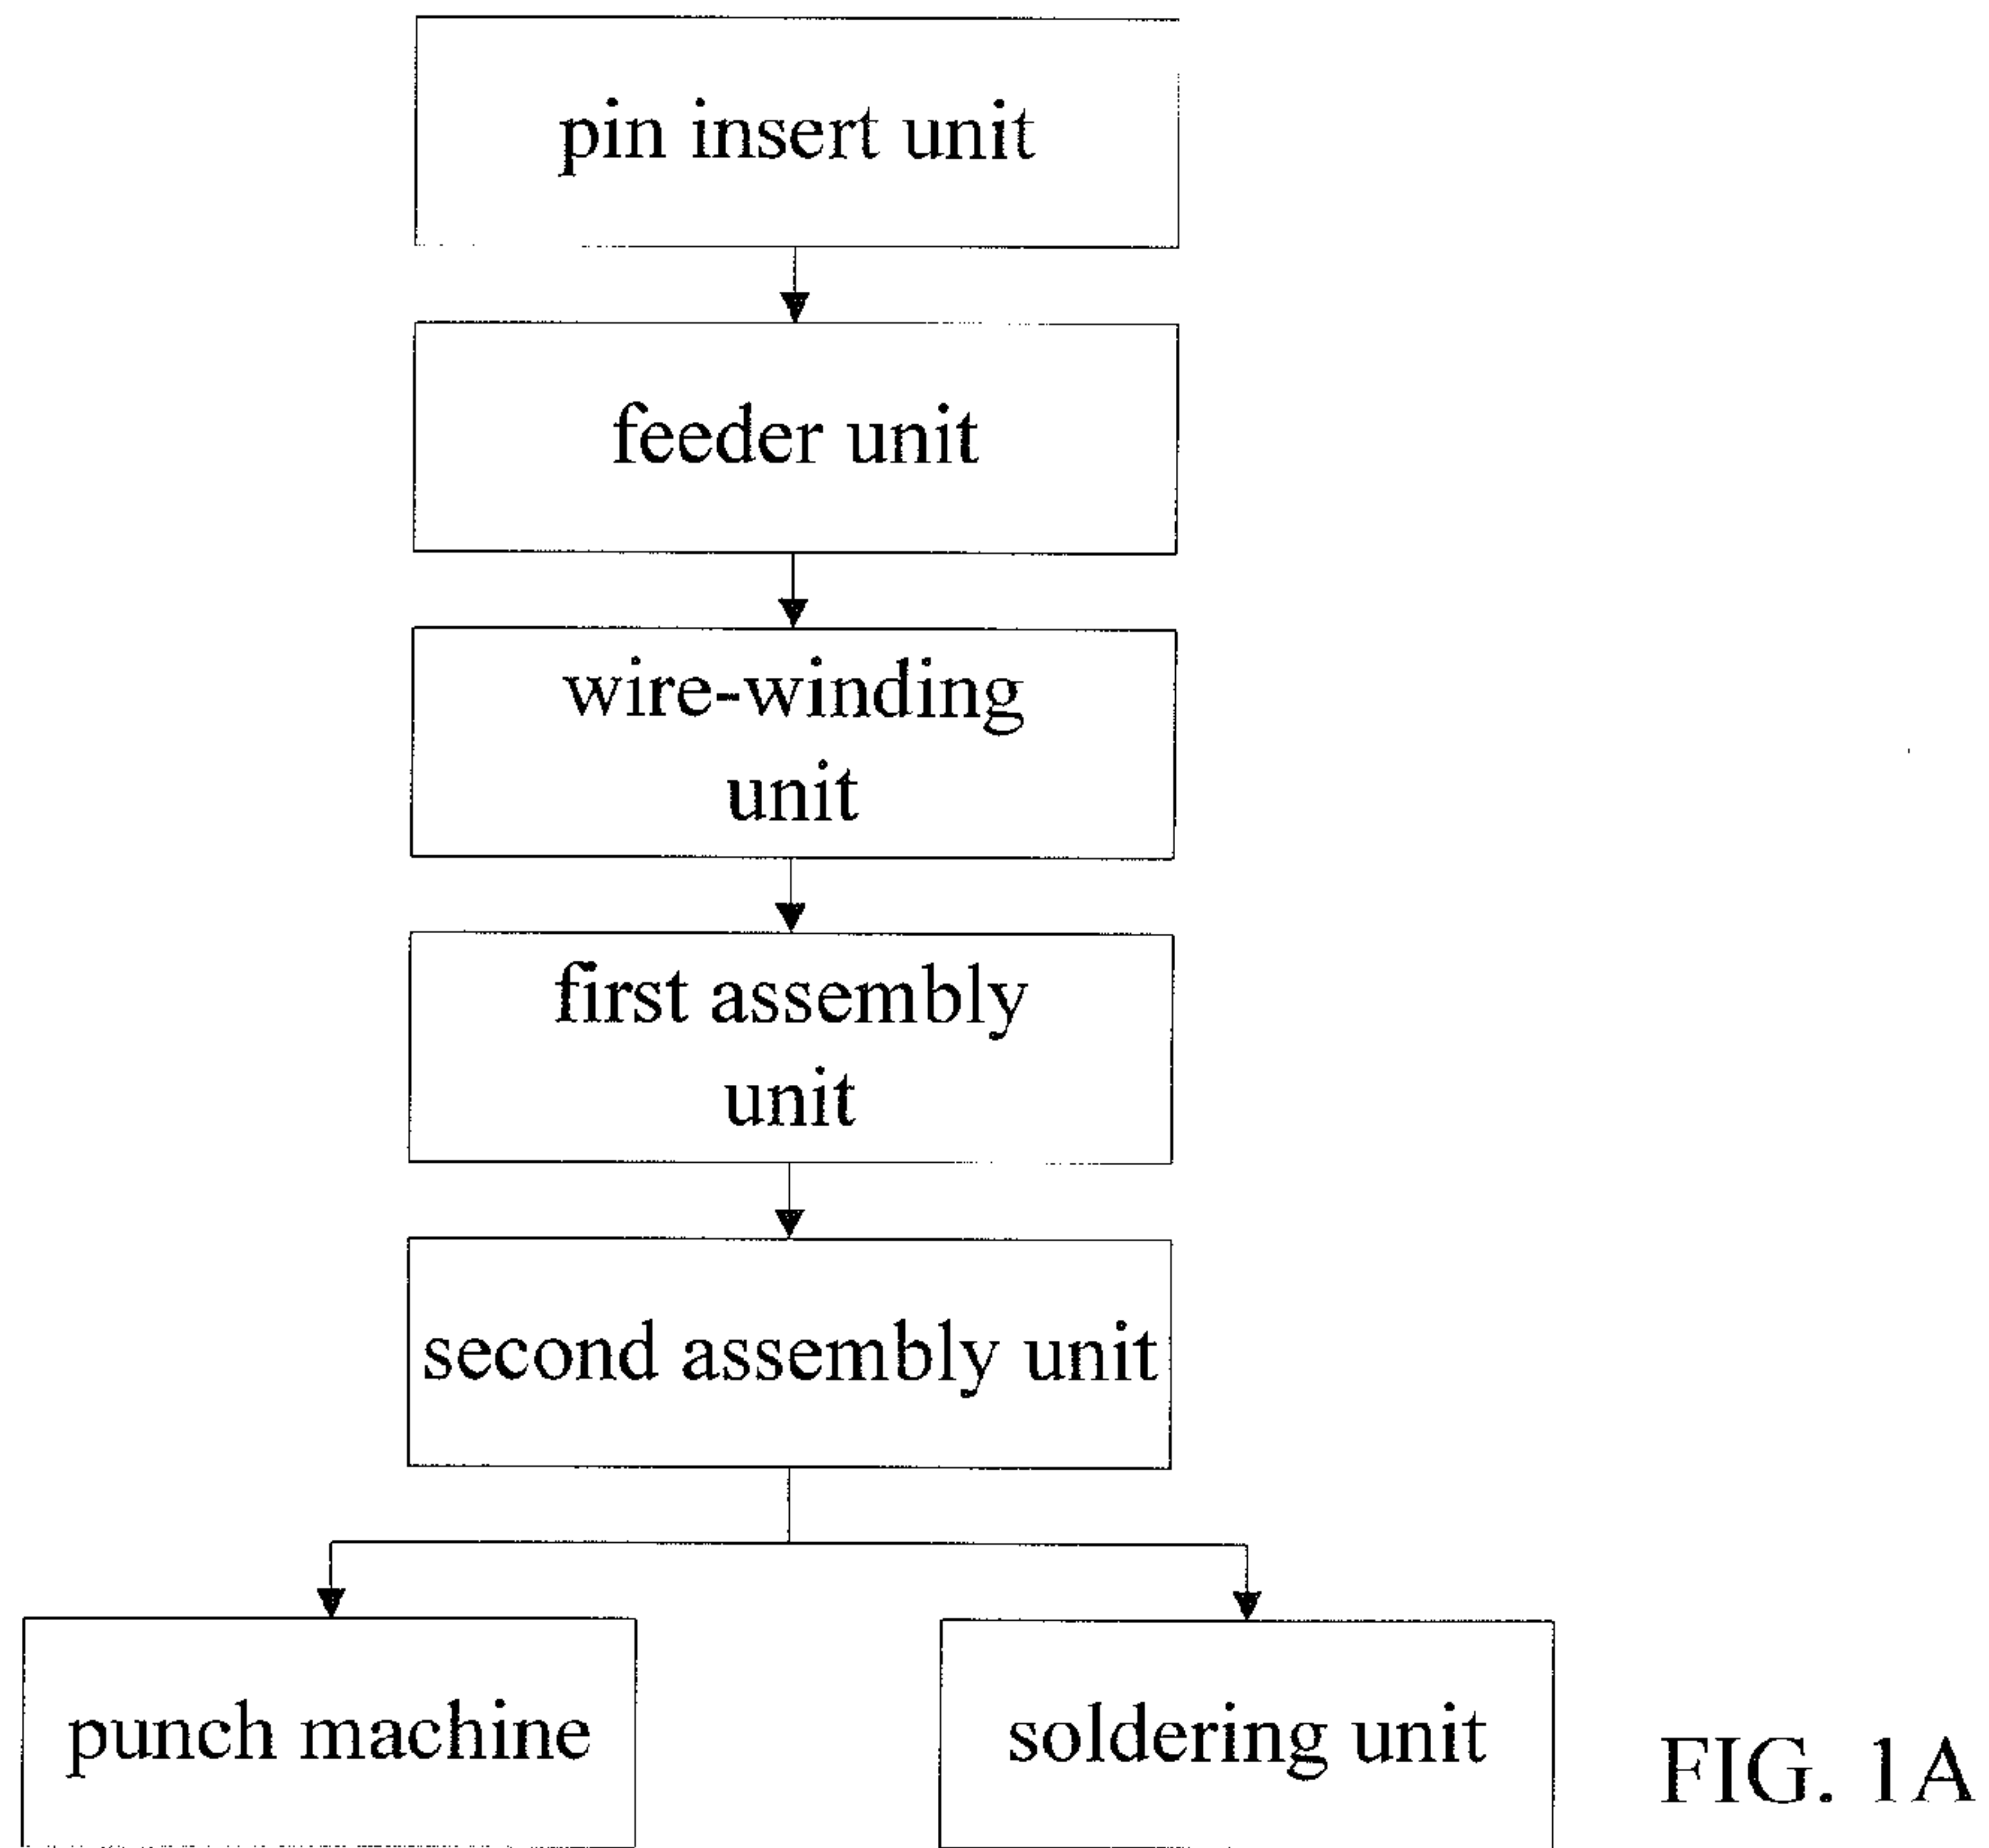 pin insert unit
feeder unit
wire-winding
unit
first assembly
unit
second assembly unit
punch machine
soldering unit
FIG. 1A